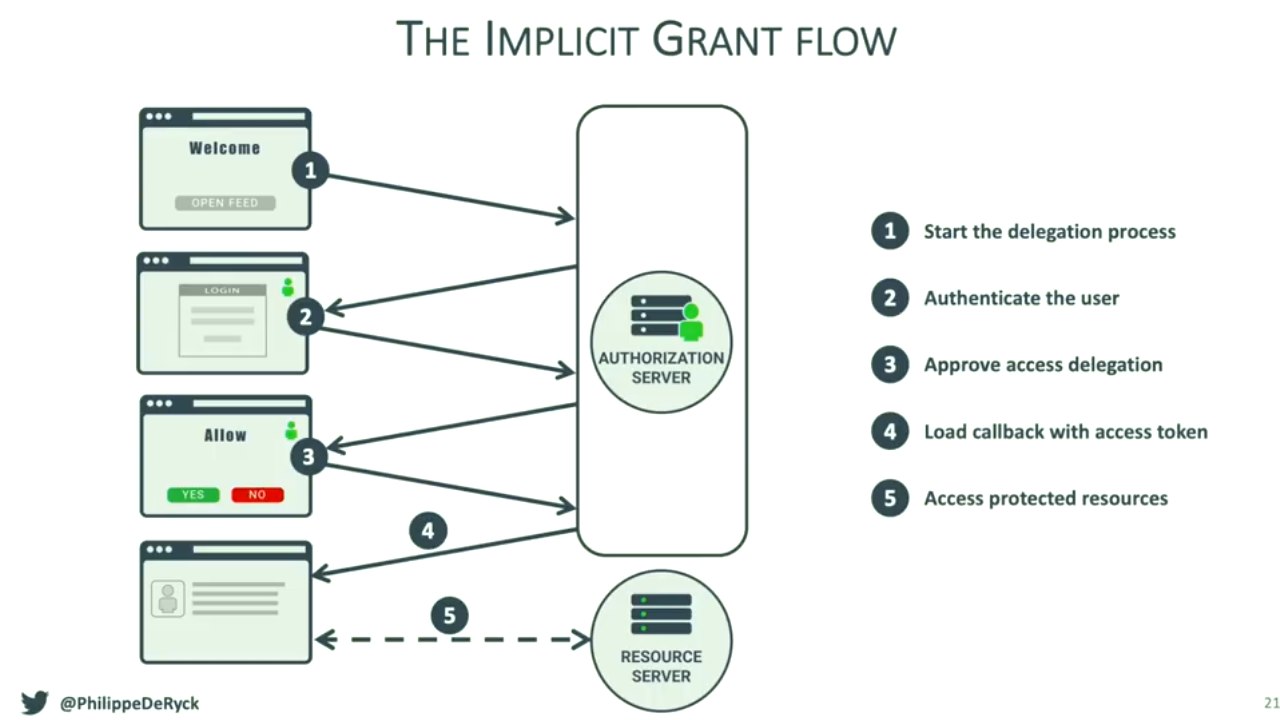 THE IMPLICIT GRANT FLOW
Welcome
OPEN FEED
1
LOGIN
2
Allow
YES NO
3
4
5
AUTHORIZATION
SERVER
RESOURCE
SERVER
1 Start the delegation process
2 Authenticate the user
3 Approve access delegation
4 Load callback with access token
5 Access protected resources
@PhilippeDeRyck
21